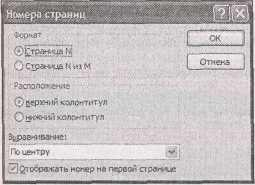 Номера страниц
Формат
Страница N
Страница N из M
Расположение
верхний колонтитул
нижний колонтитул
Выравнивание:
По центру
Отображать номер на первой странице
ОК
Отмена